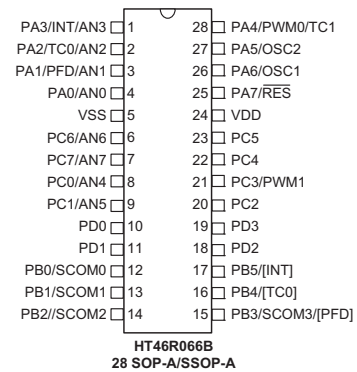 PA3/INT/AN3 1 28 PA4/PWM0/TC1
PA2/TC0/AN2 2 27 PA5/OSC2
PA1/PFD/AN1 3 26 PA6/OSC1
PA0/AN0 4 25 PA7/RES
VSS 5 24 VDD
PC6/AN6 6 23 PC5
PC7/AN7 7 22 PC4
PC0/AN4 8 21 PC3/PWM1
PC1/AN5 9 20 PC2
PD0 10 19 PD3
PD1 11 18 PD2
PB0/SCOM0 12 17 PB5/[INT]
PB1/SCOM1 13 16 PB4/[TC0]
PB2//SCOM2 14 15 PB3/SCOM3/[PFD]
HT46R066B
28 SOP-A/SSOP-A